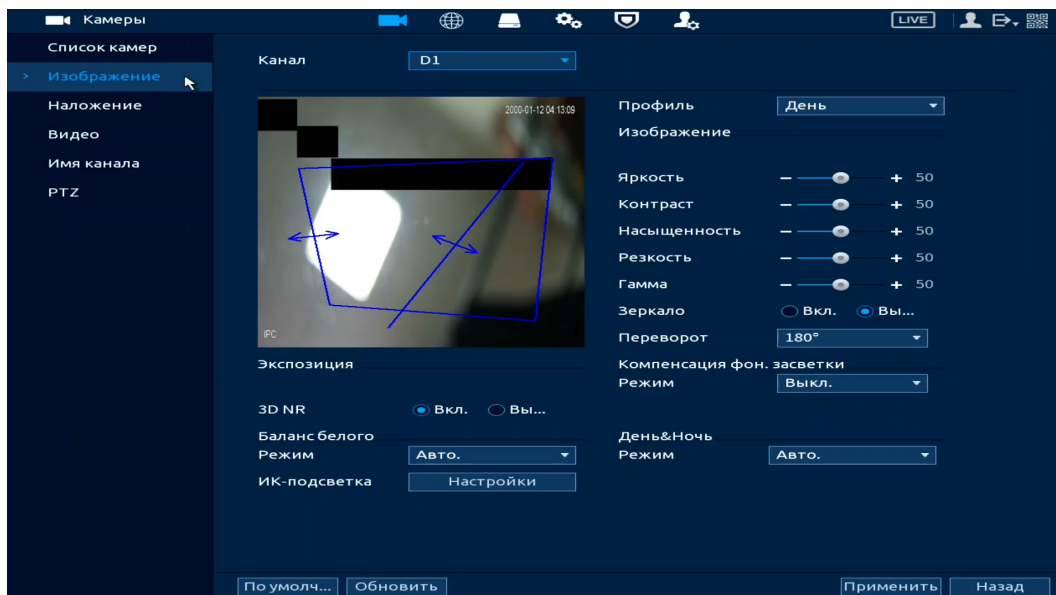 Камеры
LIVE
Список камер
Изображение
Наложение
Видео
Имя канала
PTZ
Канал D1
2000-01-12 04:13:09
IPC
Профиль День
Изображение
Яркость 50
Контраст 50
Насыщенность 50
Резкость 50
Гамма 50
Зеркало Вкл. Вы...
Переворот 180°
Экспозиция
Компенсация фон. засветки
Режим Выкл.
3D NR Вкл. Вы...
Баланс белого
Режим Авто.
ИК-подсветка Настройки
День&Ночь
Режим Авто.
По умолч... Обновить Применить Назад